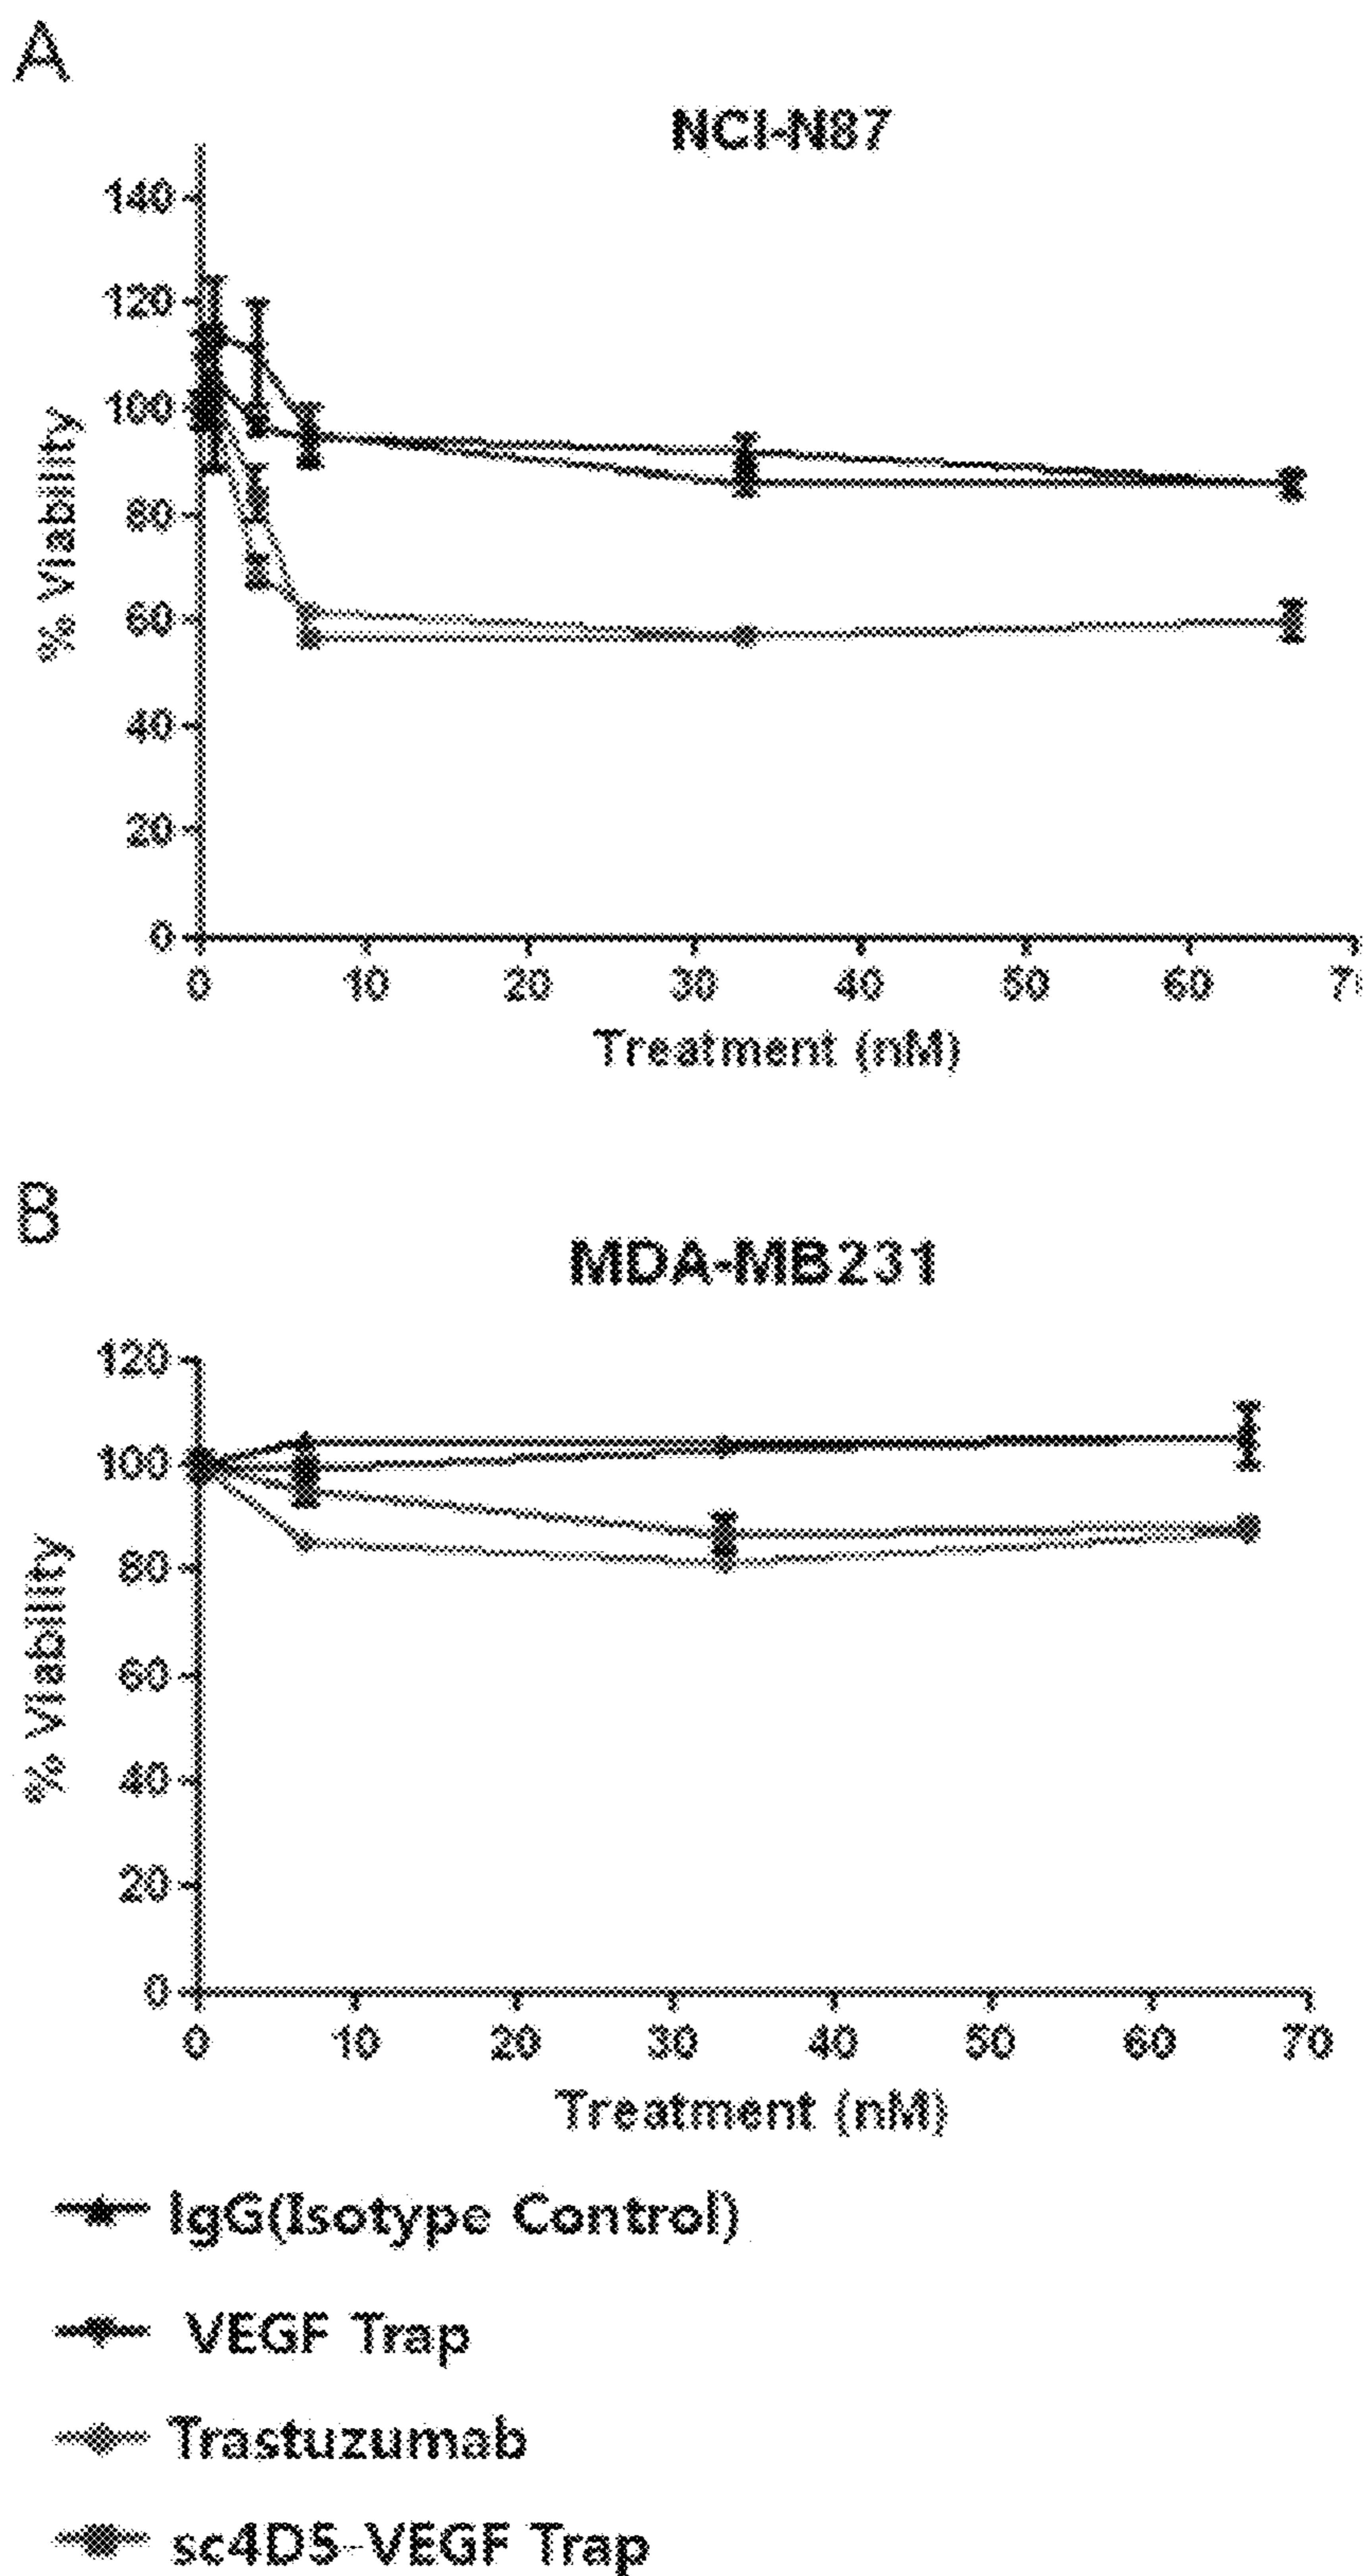 A
NCI-N87
140
120
100
80
60
40
20
0
% Viability
0 10 20 30 40 50 60
Treatment (nM)
B
MDA-MB231
120
100
80
60
40
20
0
% Viability
0 10 20 30 40 50 60 70
Treatment (nM)
IgG(Isotype Control)
VEGF Trap
Trastuzumab
sc4D5-VEGF Trap